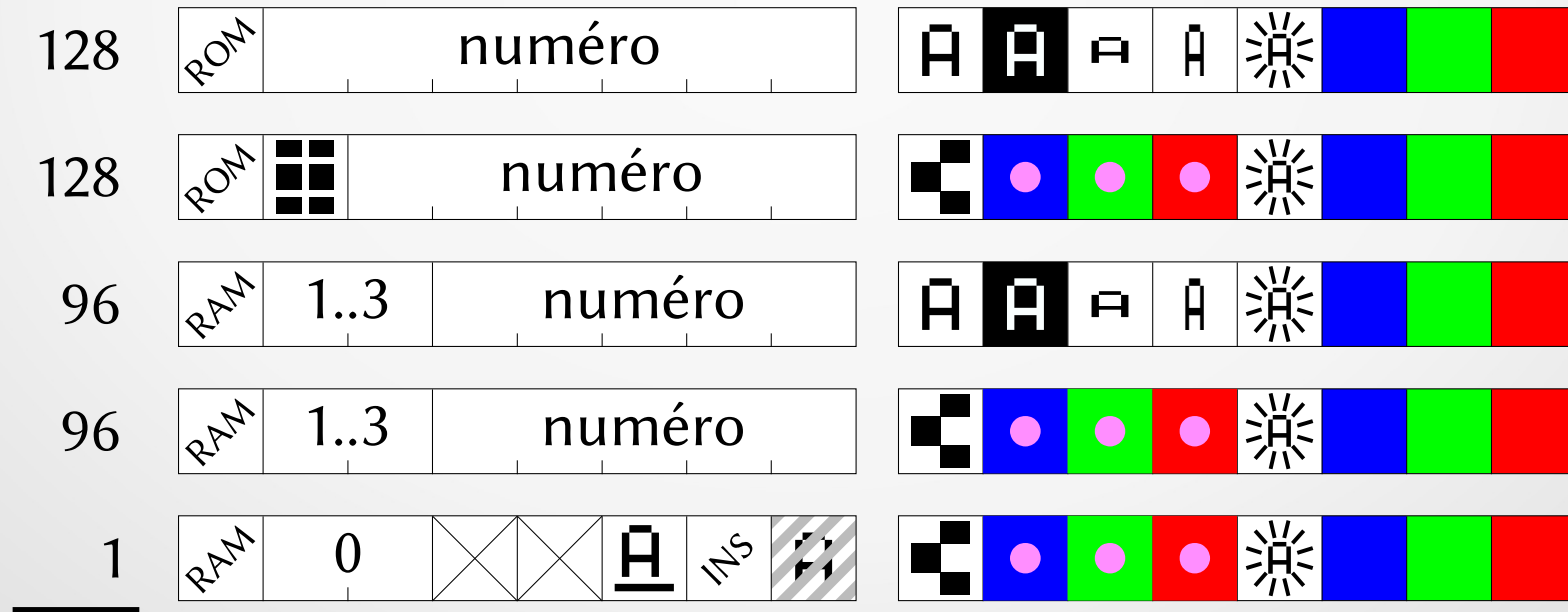 128 ROM numéro A A A A A
128 ROM numéro A
96 RAM 1..3 numéro A A A A A
96 RAM 1..3 numéro A
1 RAM 0 A INS A A